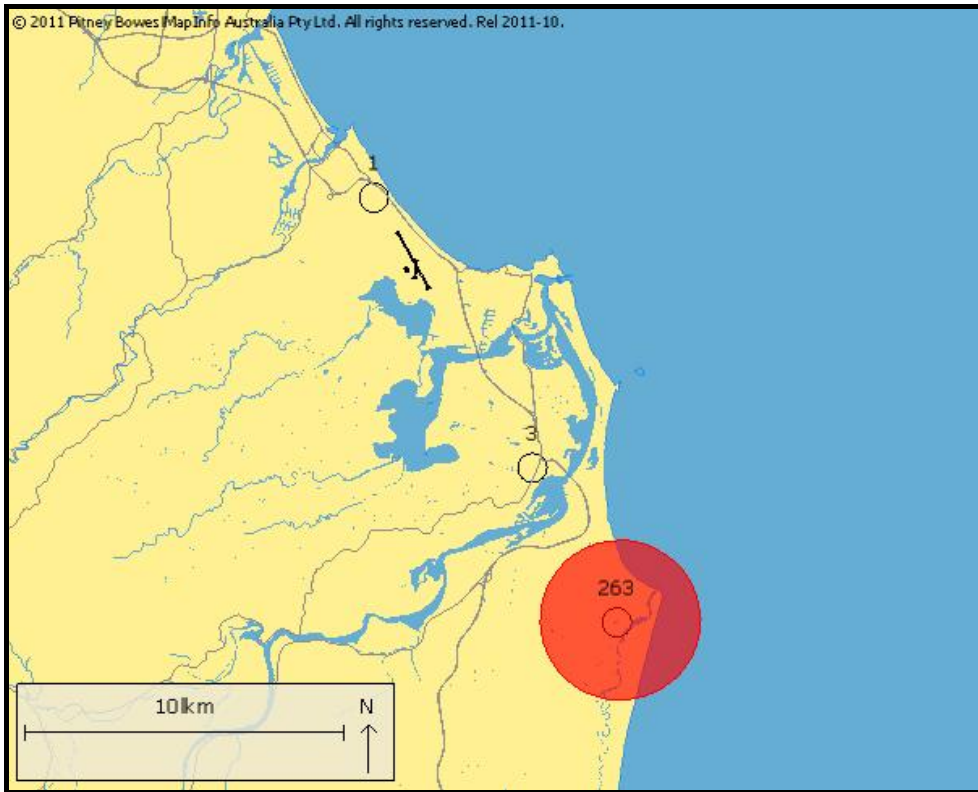 © 2011 Pitney Bowes MapInfo Australia Pty Ltd. All rights reserved. Rel 2011-10.
1
3
263
10 km
N